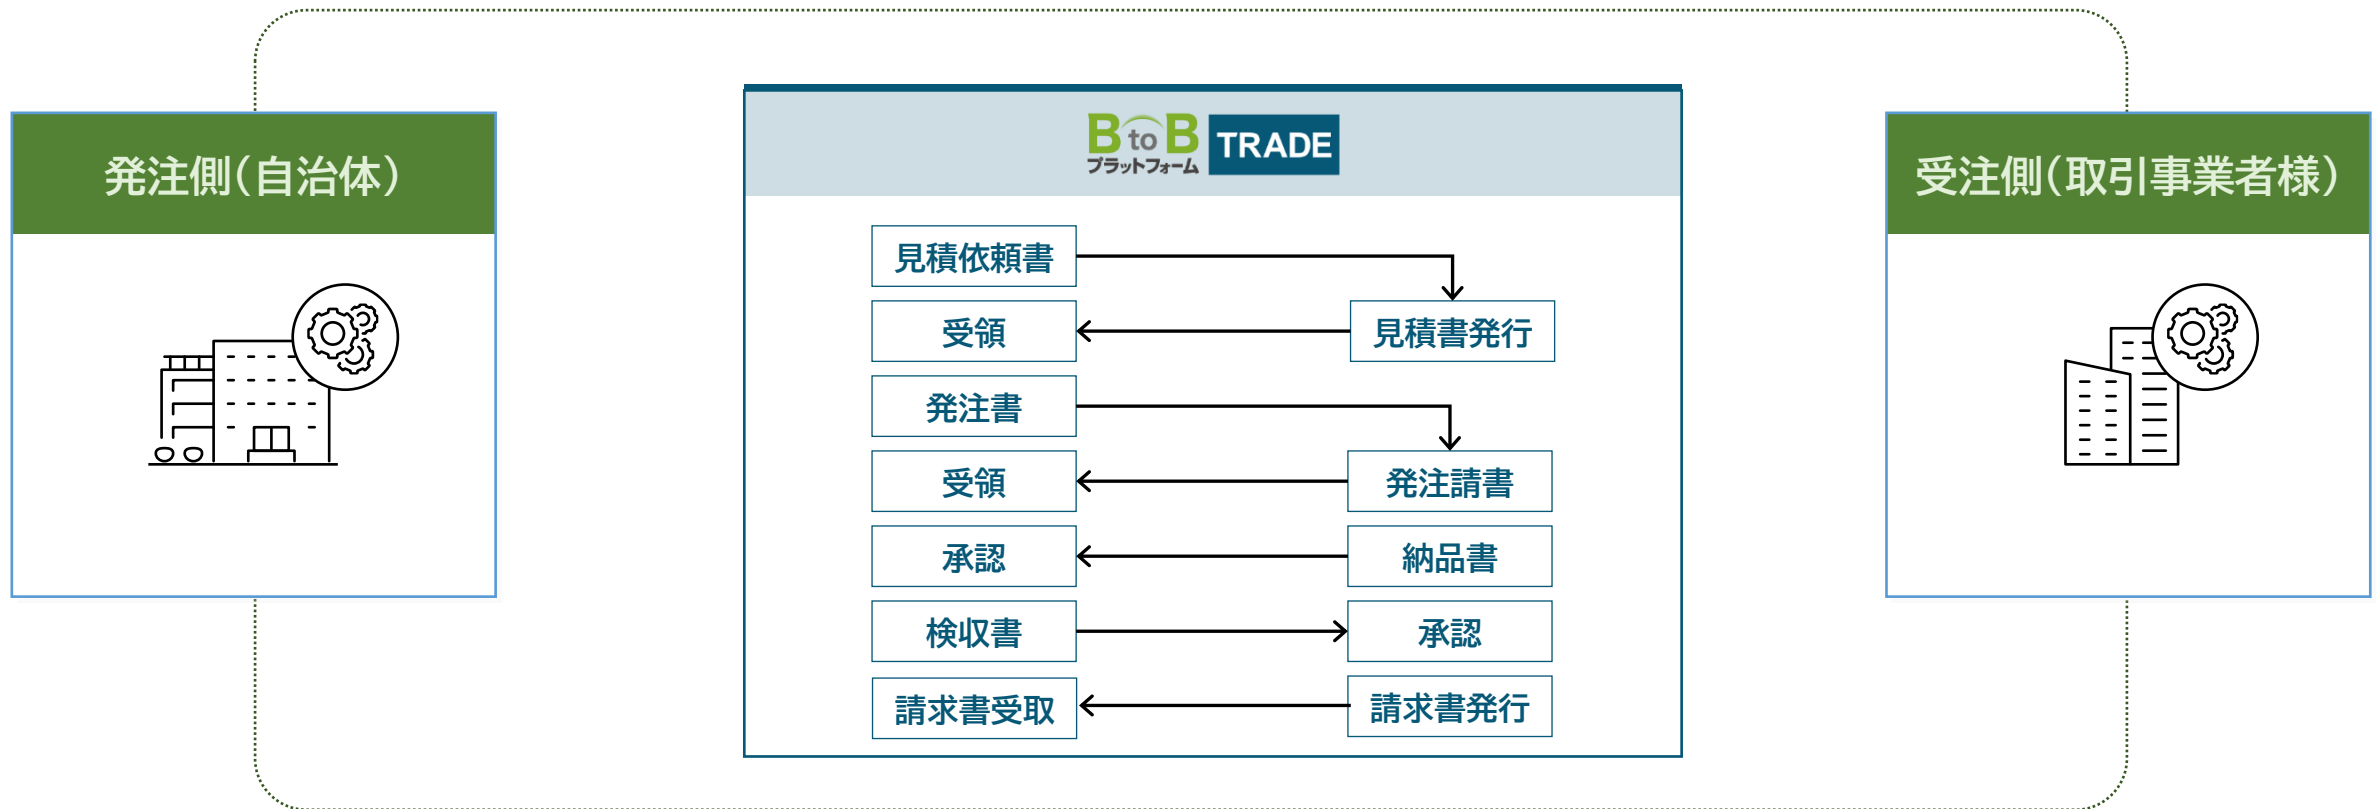 発注側（自治体）
BtoB
プラットフォーム
TRADE
受注側（取引事業者様）
見積依頼書
受領
見積書発行
発注書
受領
発注請書
承認
納品書
検収書
承認
請求書受取
請求書発行